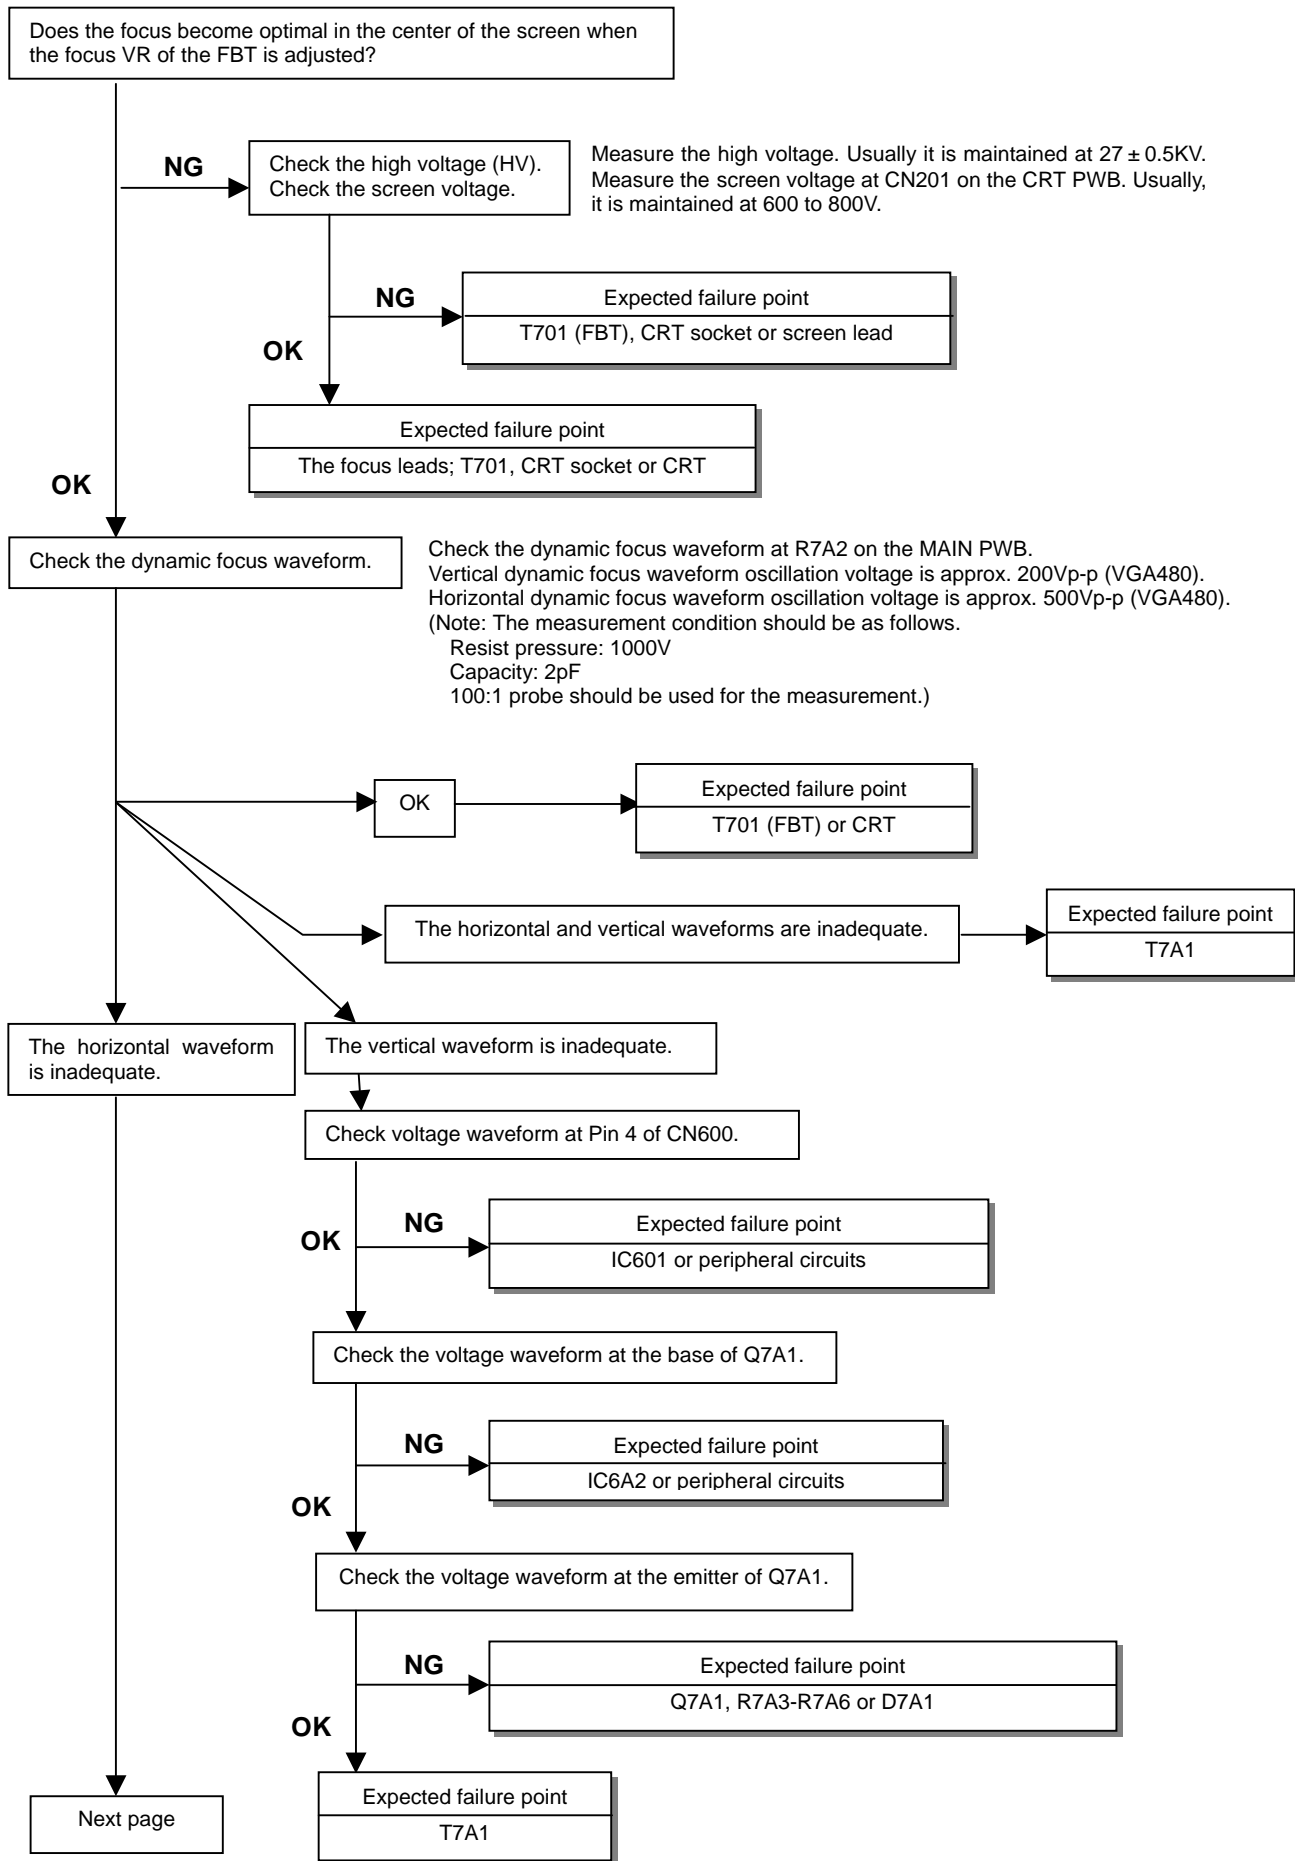 Does the focus become optimal in the center of the screen when
the focus VR of the FBT is adjusted?
NG
Check the high voltage (HV).
Check the screen voltage.
Measure the high voltage. Usually it is maintained at 27 ± 0.5KV.
Measure the screen voltage at CN201 on the CRT PWB. Usually,
it is maintained at 600 to 800V.
NG
Expected failure point
T701 (FBT), CRT socket or screen lead
OK
Expected failure point
The focus leads; T701, CRT socket or CRT
OK
Check the dynamic focus waveform.
Check the dynamic focus waveform at R7A2 on the MAIN PWB.
Vertical dynamic focus waveform oscillation voltage is approx. 200Vp-p (VGA480).
Horizontal dynamic focus waveform oscillation voltage is approx. 500Vp-p (VGA480).
(Note: The measurement condition should be as follows.
Resist pressure: 1000V
Capacity: 2pF
100:1 probe should be used for the measurement.)
OK
Expected failure point
T701 (FBT) or CRT
The horizontal and vertical waveforms are inadequate.
Expected failure point
T7A1
The horizontal waveform
is inadequate.
The vertical waveform is inadequate.
Check voltage waveform at Pin 4 of CN600.
NG
Expected failure point
IC601 or peripheral circuits
OK
Check the voltage waveform at the base of Q7A1.
NG
Expected failure point
IC6A2 or peripheral circuits
OK
Check the voltage waveform at the emitter of Q7A1.
NG
Expected failure point
Q7A1, R7A3-R7A6 or D7A1
OK
Expected failure point
T7A1
Next page